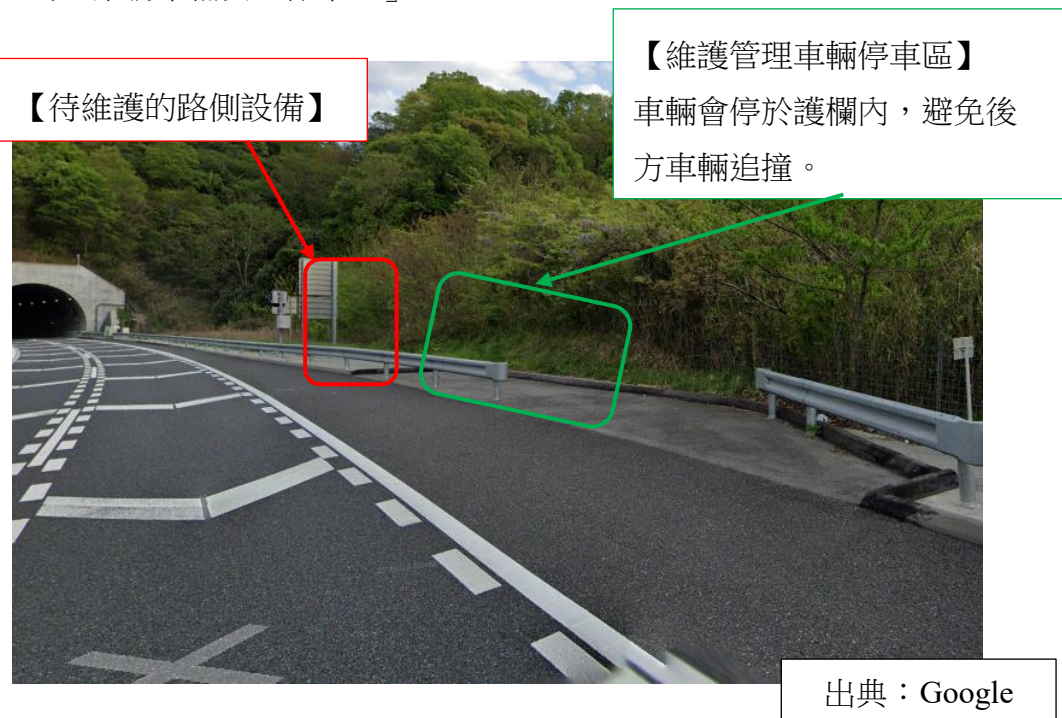 【待維護的路側設備】
【維護管理車輛停車區】
車輛會停於護欄內,避免後
方車輛追撞。
出典：Google